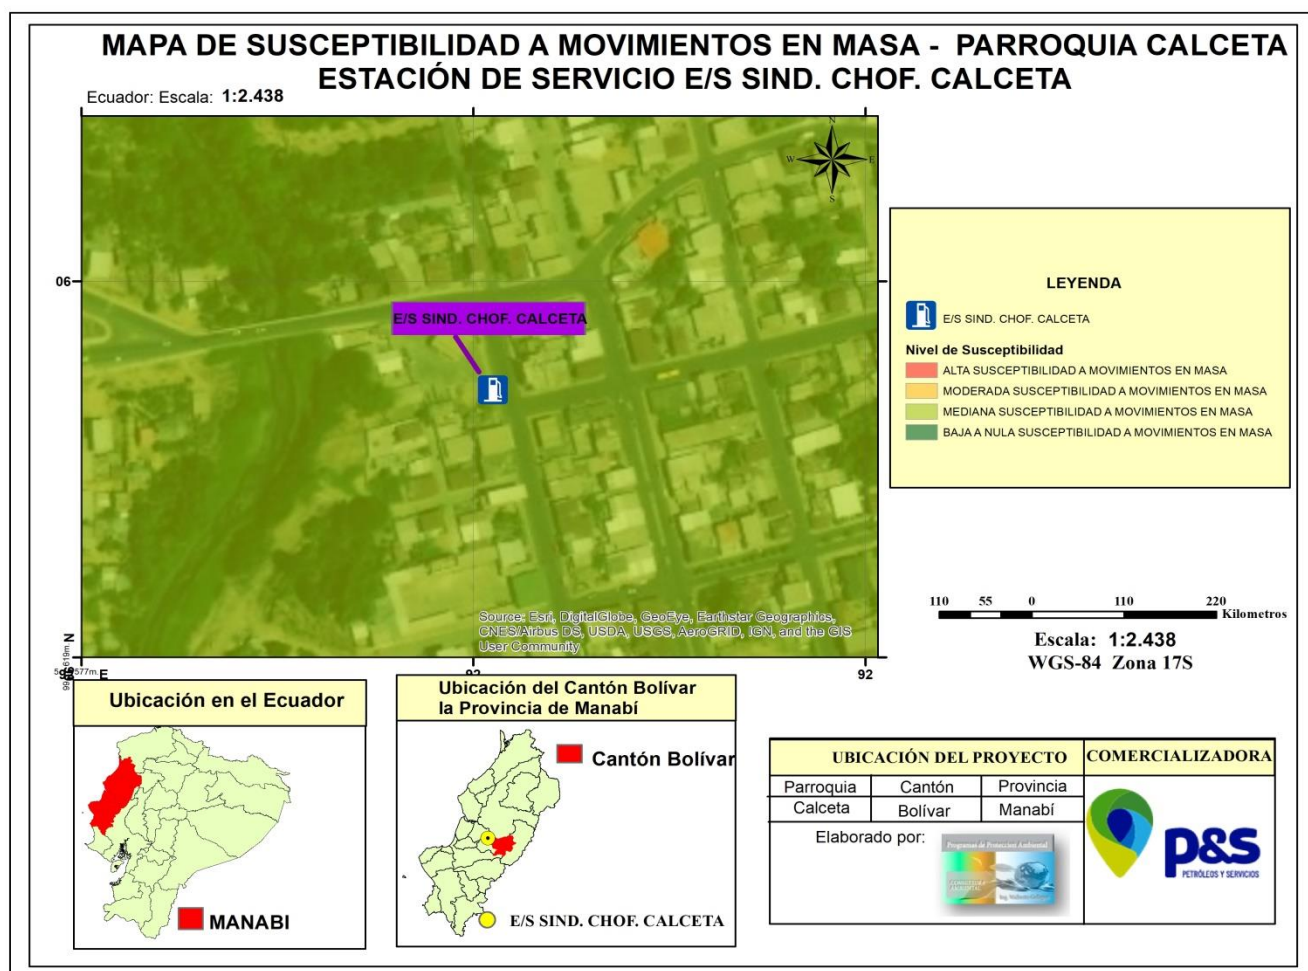 MAPA DE SUSCEPTIBILIDAD A MOVIMIENTOS EN MASA - PARROQUIA CALCETA
ESTACIÓN DE SERVICIO E/S SIND. CHOF. CALCETA
Ecuador: Escala: 1:2.438
N
W E
S
06
E/S SIND. CHOF. CALCETA
Source: Esri, DigitalGlobe, GeoEye, Earthstar Geographics,
CNES/Airbus DS, USDA, USGS, AeroGRID, IGN, and the GIS
User Community
92
LEYENDA
E/S SIND. CHOF. CALCETA
Nivel de Susceptibilidad
ALTA SUSCEPTIBILIDAD A MOVIMIENTOS EN MASA
MODERADA SUSCEPTIBILIDAD A MOVIMIENTOS EN MASA
MEDIANA SUSCEPTIBILIDAD A MOVIMIENTOS EN MASA
BAJA A NULA SUSCEPTIBILIDAD A MOVIMIENTOS EN MASA
110 55 0 110 220
Kilometros
Escala: 1:2.438
WGS-84 Zona 17S
Ubicación en el Ecuador
MANABI
Ubicación del Cantón Bolívar
la Provincia de Manabí
Cantón Bolívar
E/S SIND. CHOF. CALCETA
UBICACIÓN DEL PROYECTO COMERCIALIZADORA
Parroquia Cantón Provincia
Calceta Bolívar Manabí
Elaborado por:
Programas de Protección Ambiental
P&S
PETRÓLEOS Y SERVICIOS